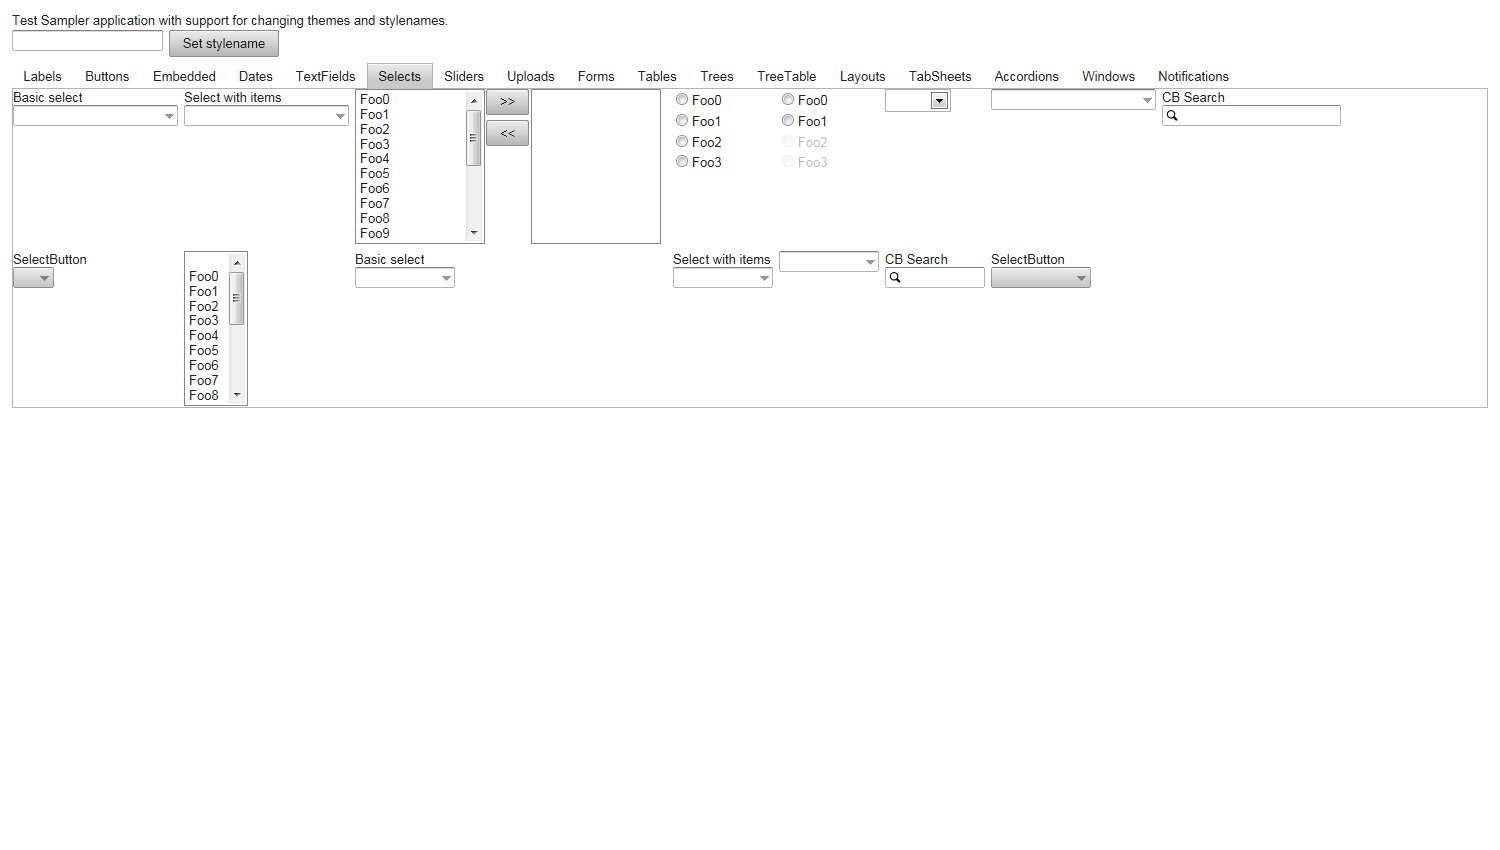 Test Sampler application with support for changing themes and stylenames.
Set stylename
Labels Buttons Embedded Dates TextFields Selects Sliders Uploads Forms Tables Trees TreeTable Layouts TabSheets Accordions Windows Notifications
Basic select
Select with items
Foo0
Foo1
Foo2
Foo3
Foo4
Foo5
Foo6
Foo7
Foo8
Foo9
>>
<<
Foo0
Foo1
Foo2
Foo3
Foo0
Foo1
Foo2
Foo3
CB Search
SelectButton
Foo0
Foo1
Foo2
Foo3
Foo4
Foo5
Foo6
Foo7
Foo8
Basic select
Select with items
CB Search
SelectButton